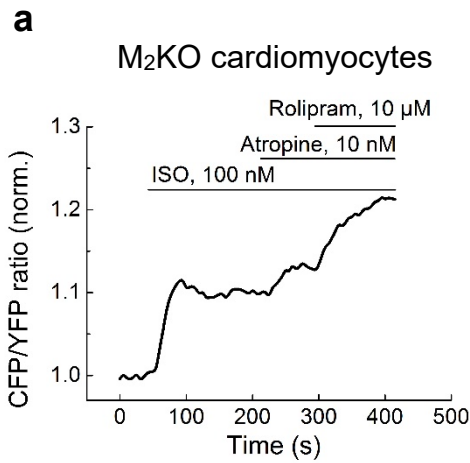 a
M₂KO cardiomyocytes
Rolipram, 10 µM
Atropine, 10 nM
ISO, 100 nM
CFP/YFP ratio (norm.)
1.3
1.2
1.10
1.0
0 100 200 300 400 500
Time (s)